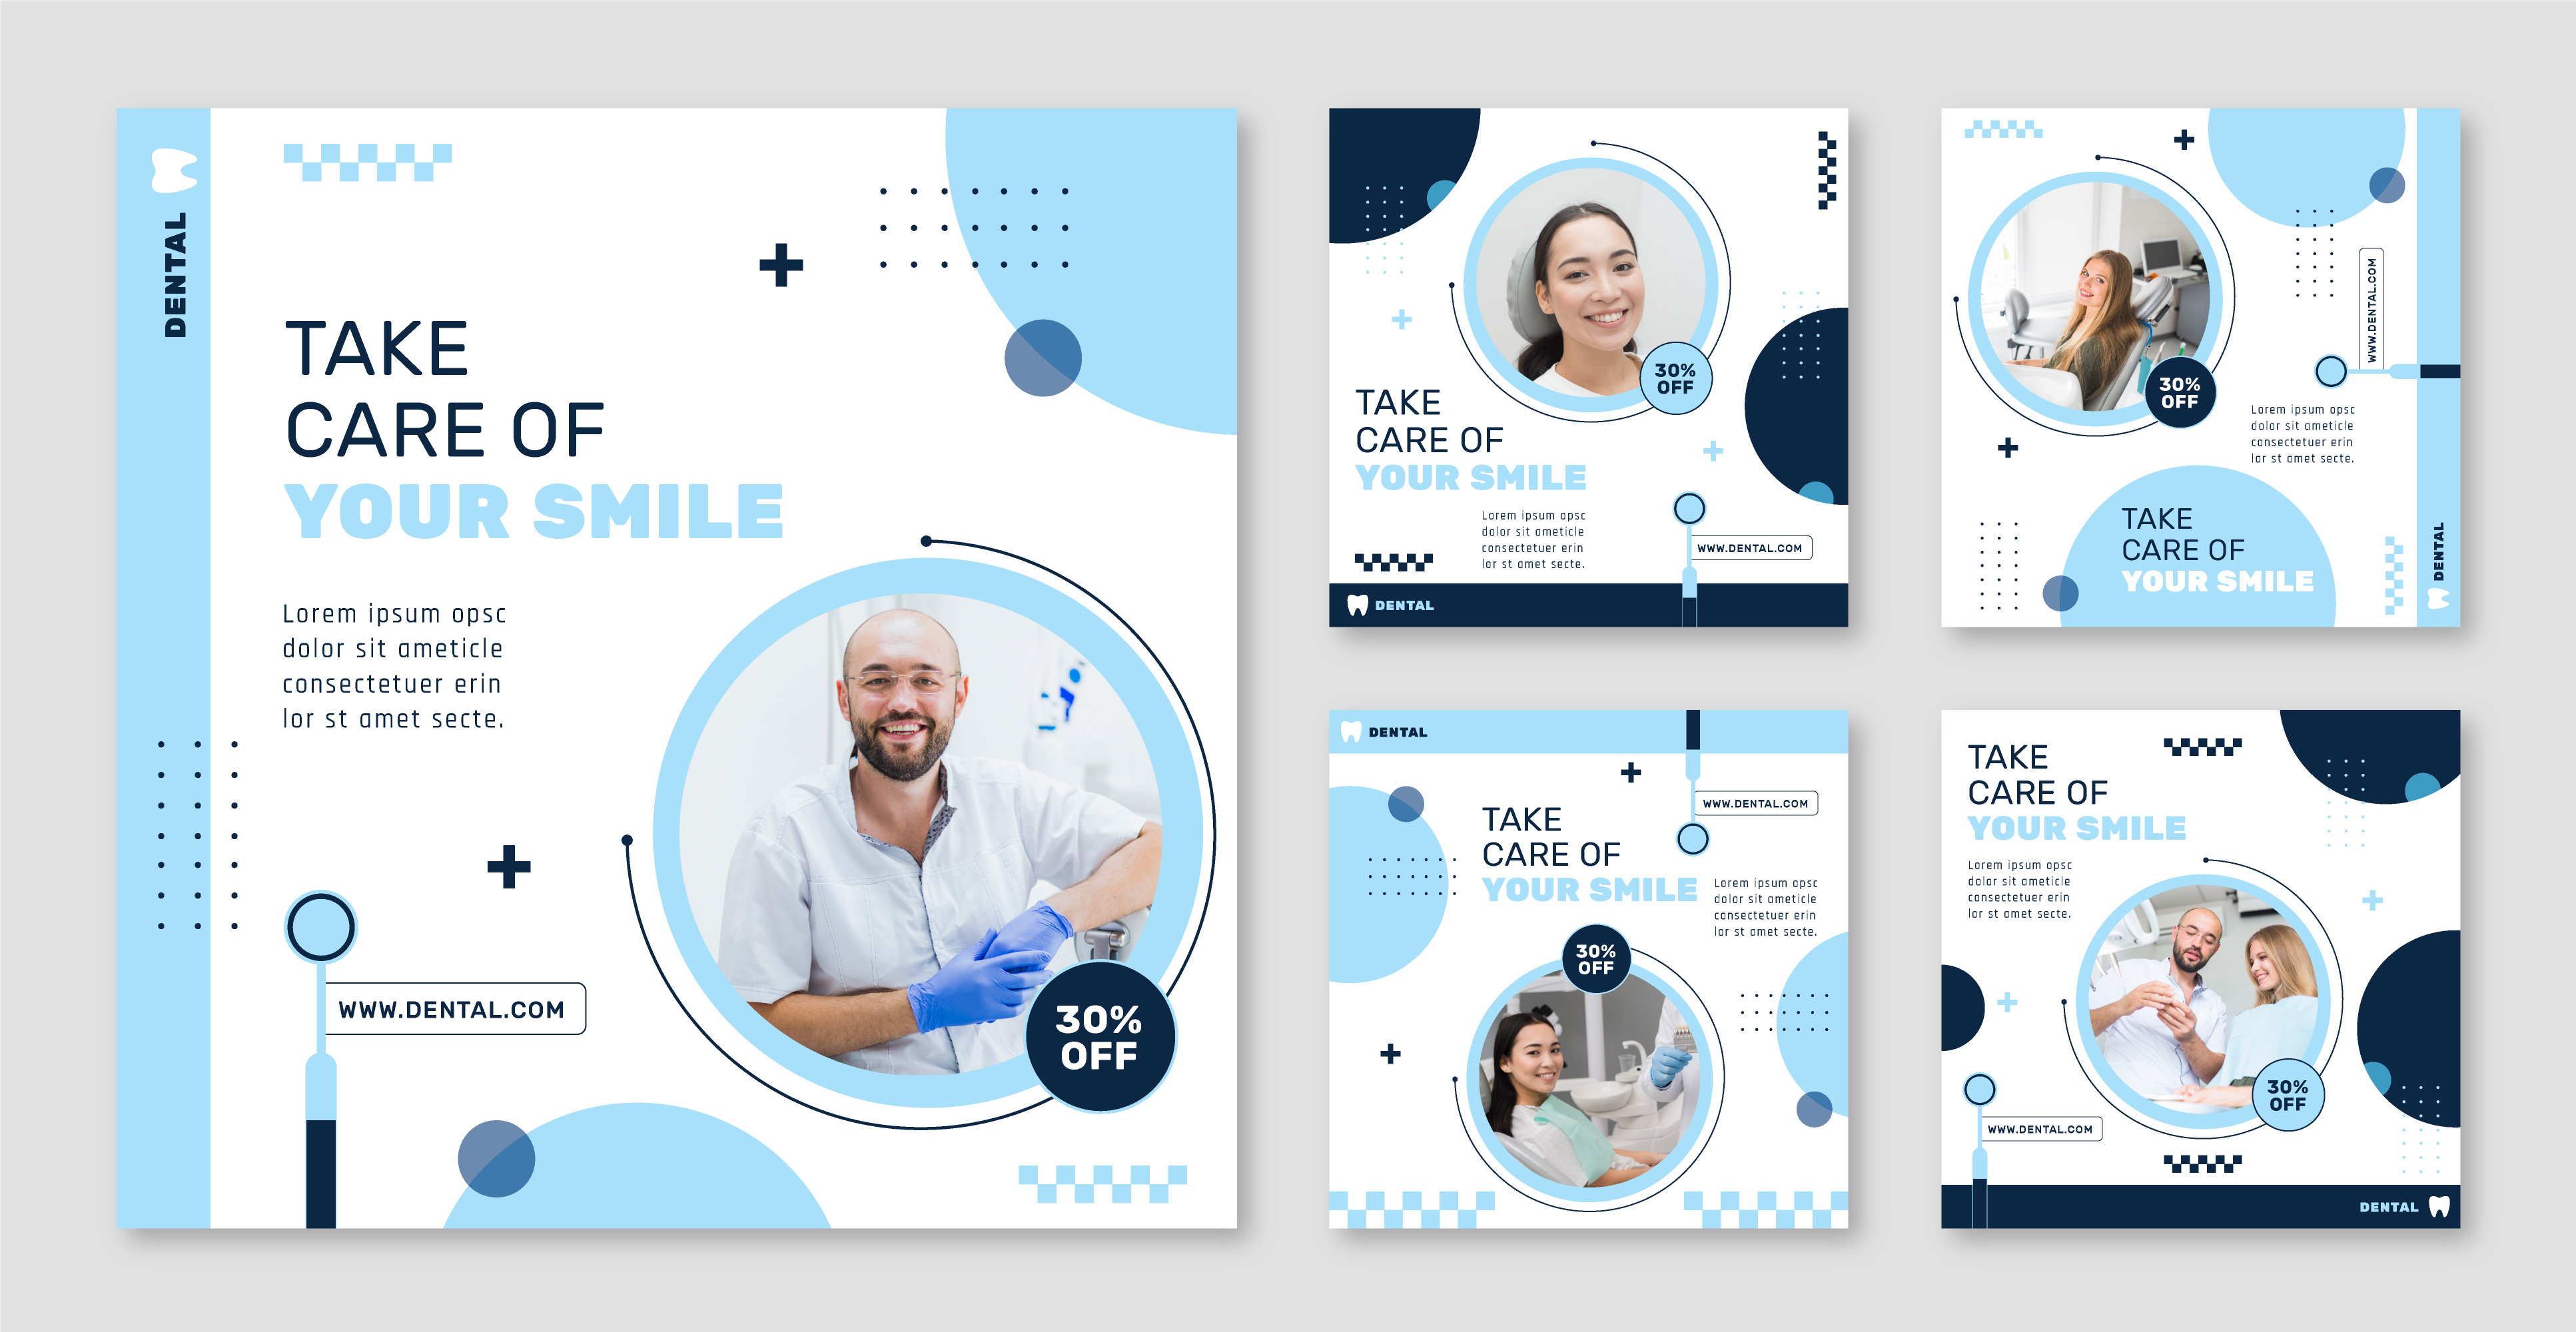 DENTAL
TAKE
CARE OF
YOUR SMILE
Lorem ipsum opsc
dolor sit ameticle
consectetuer erin
lor st amet secte.
WWW.DENTAL.COM
30%
OFF
30%
OFF
TAKE
CARE OF
YOUR SMILE
Lorem ipsum opsc
dolor sit ameticle
consectetuer erin
lor st amet secte.
WWW.DENTAL.COM
DENTAL
WWW.DENTAL.COM
30%
OFF
Lorem ipsum opsc
dolor sit ameticle
consectetuer erin
lor st amet secte.
TAKE
CARE OF
YOUR SMILE
DENTAL
DENTAL
WWW.DENTAL.COM
TAKE
CARE OF
YOUR SMILE
Lorem ipsum opsc
dolor sit ameticle
consectetuer erin
lor st amet secte.
30%
OFF
TAKE
CARE OF
YOUR SMILE
Lorem ipsum opsc
dolor sit ameticle
consectetuer erin
lor st amet secte.
30%
OFF
WWW.DENTAL.COM
DENTAL